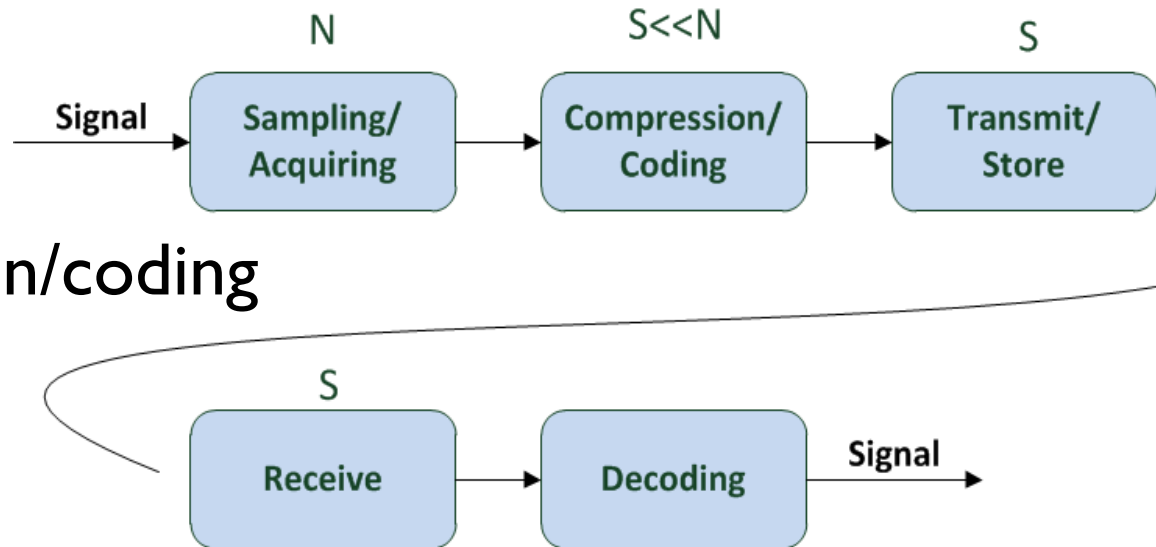 N
S<<N
S
Signal
Sampling/
Acquiring
Compression/
Coding
Transmit/
Store
n/coding
S
Receive
Decoding
Signal